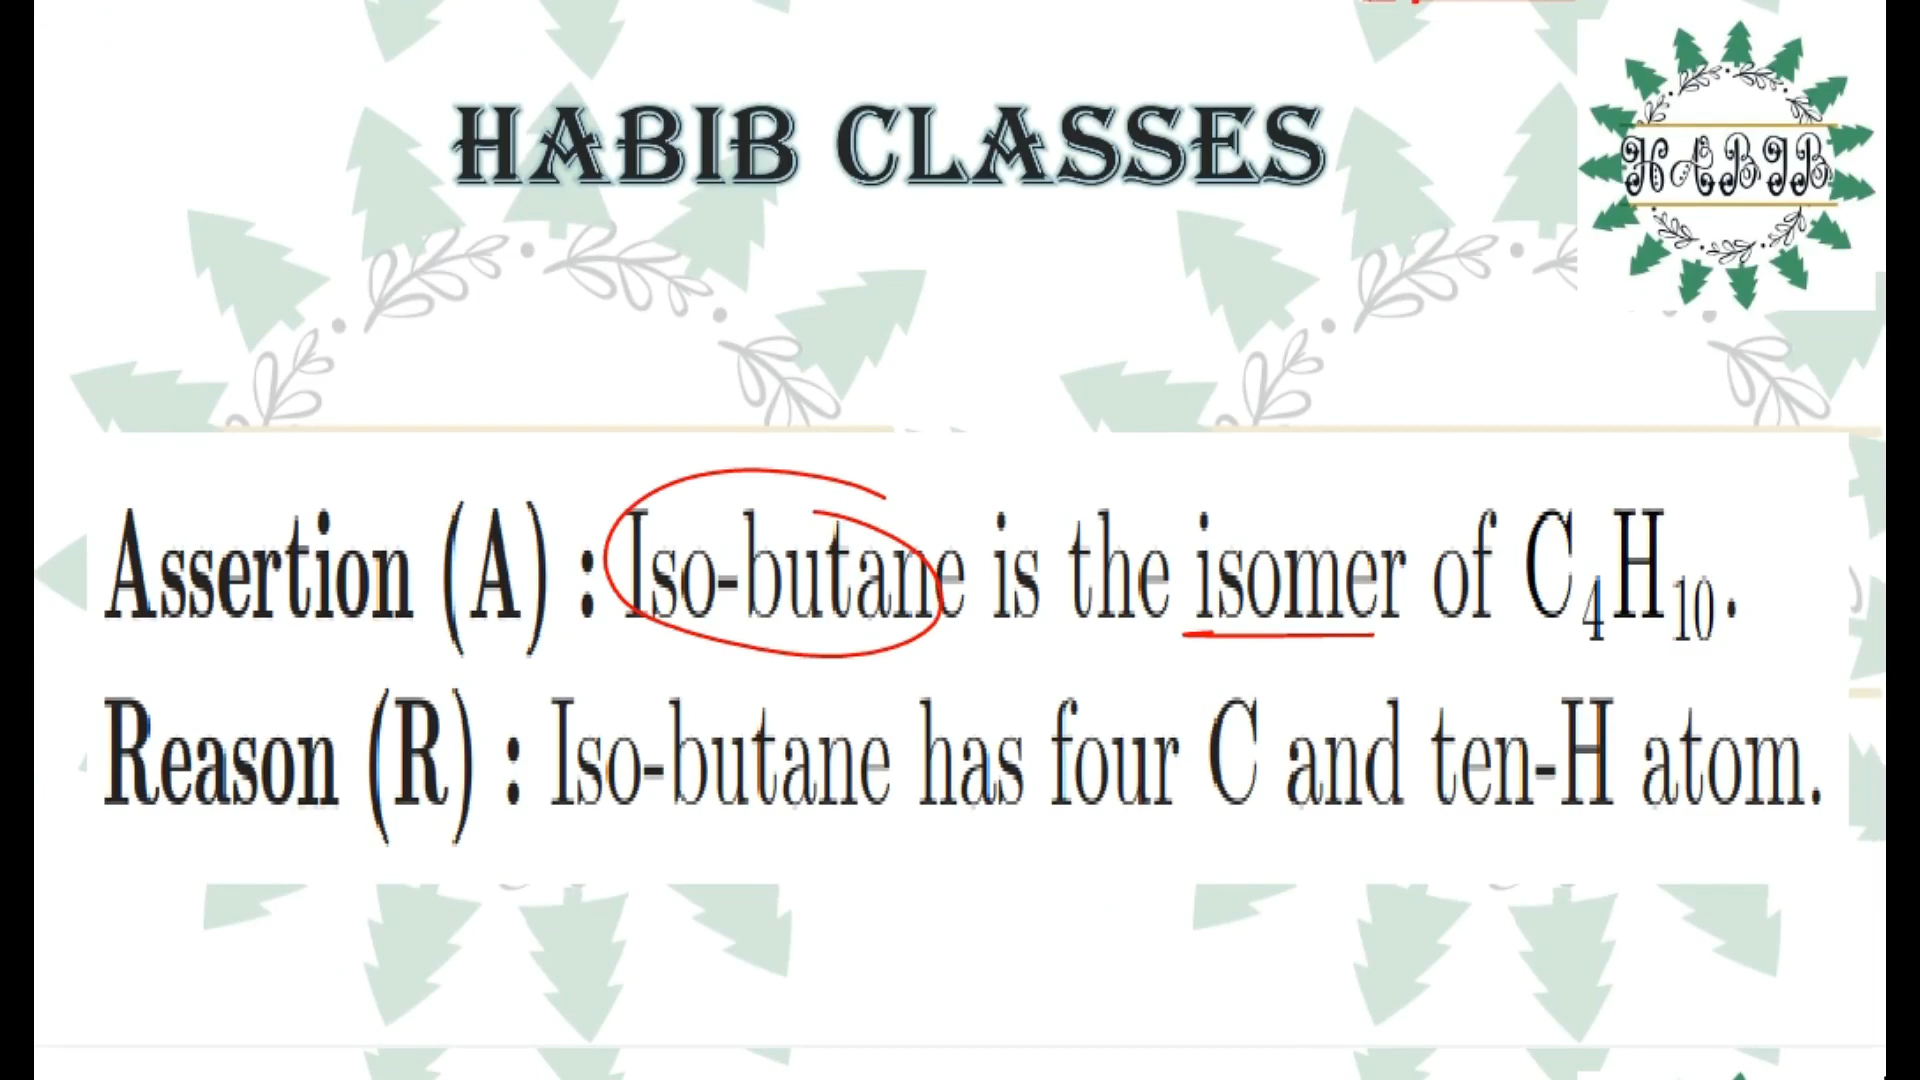 HABIB CLASSES
HABIB
Assertion (A) : Iso-butane is the isomer of C₄H₁₀.
Reason (R) : Iso-butane has four C and ten-H atom.